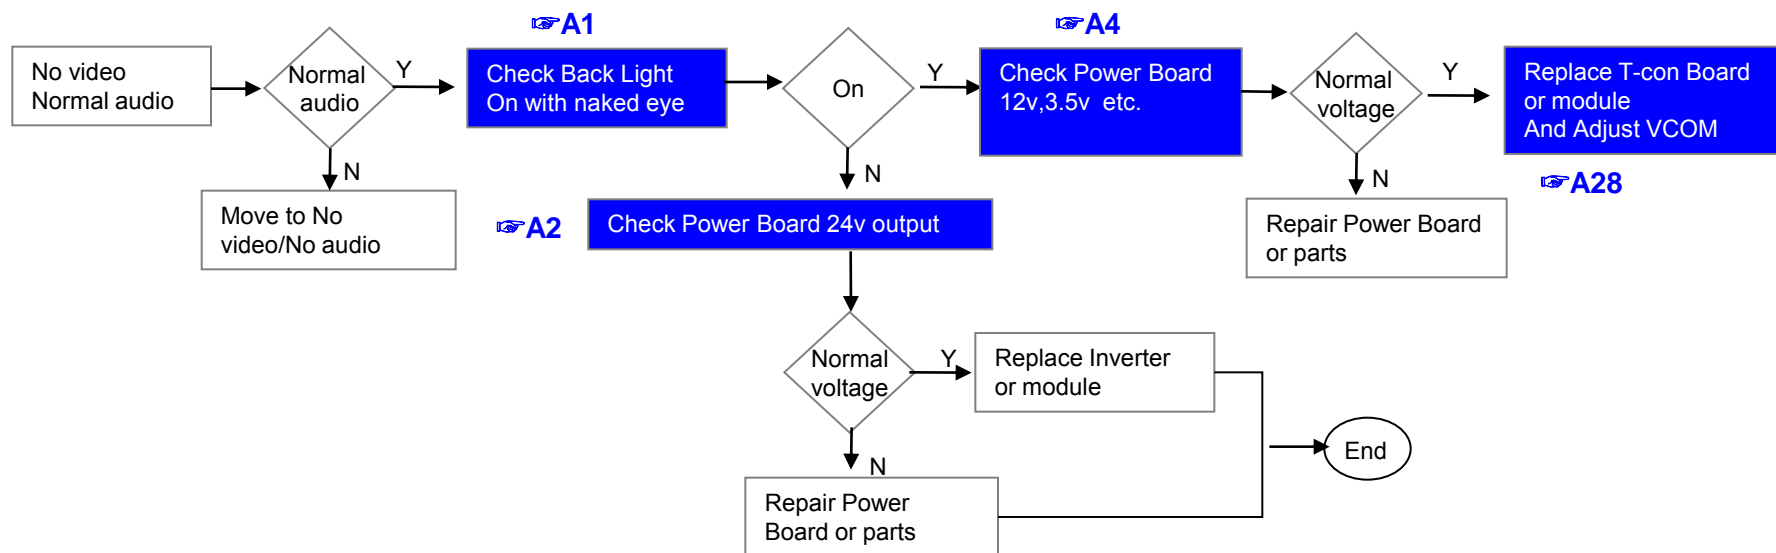 ☞A1
☞A4
No video
Normal audio
Normal
audio
Y
Check Back Light
On with naked eye
On
Y
Check Power Board
12v,3.5v  etc.
Normal
voltage
Y
Replace T-con Board
or module
And Adjust VCOM
N
N
N
☞A28
Move to No
video/No audio
☞A2
Check Power Board 24v output
Repair Power Board
or parts
Normal
voltage
Y
Replace Inverter
or module
End
N
Repair Power
Board or parts